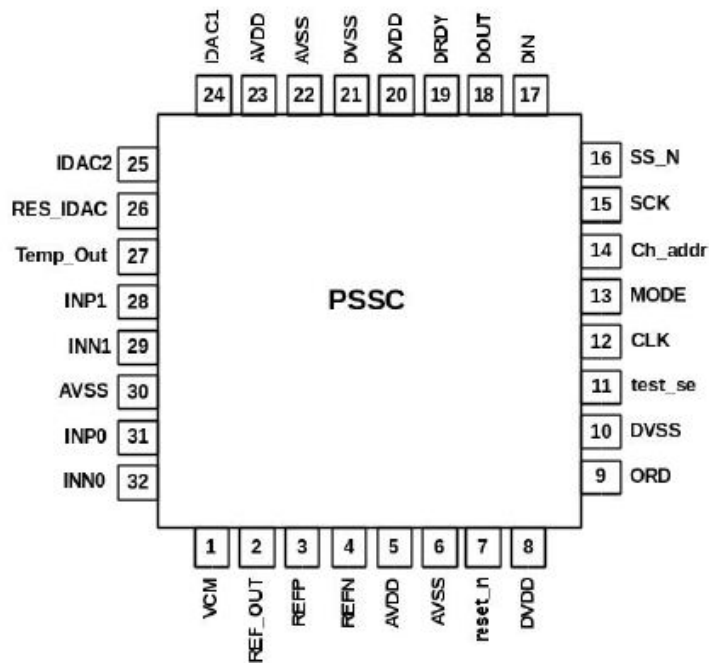 IDAC1 AVDD AVSS DVSS DVDD DRDY DOUT DIN
24 23 22 21 20 19 18 17
IDAC2 25
16 SS_N
RES_IDAC 26
15 SCK
Temp_Out 27
14 Ch_addr
INP1 28
PSSC
13 MODE
INN1 29
12 CLK
AVSS 30
11 test_se
INP0 31
10 DVSS
INN0 32
9 ORD
1 2 3 4 5 6 7 8
VCM REF_OUT REFP REFN AVDD AVSS reset_n DVDD